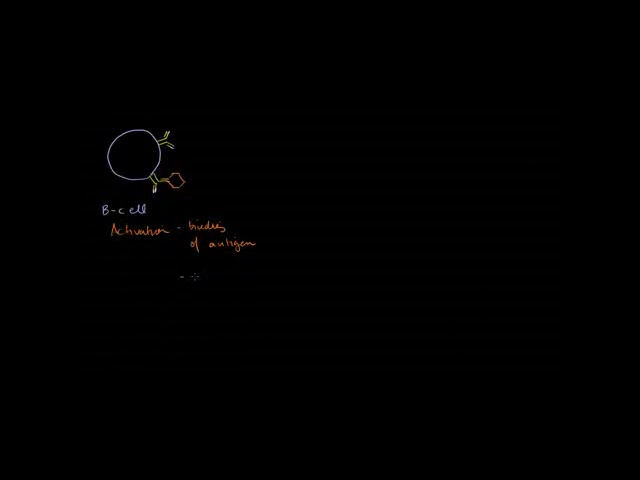 B-cell
Activation - binding
of antigen
-